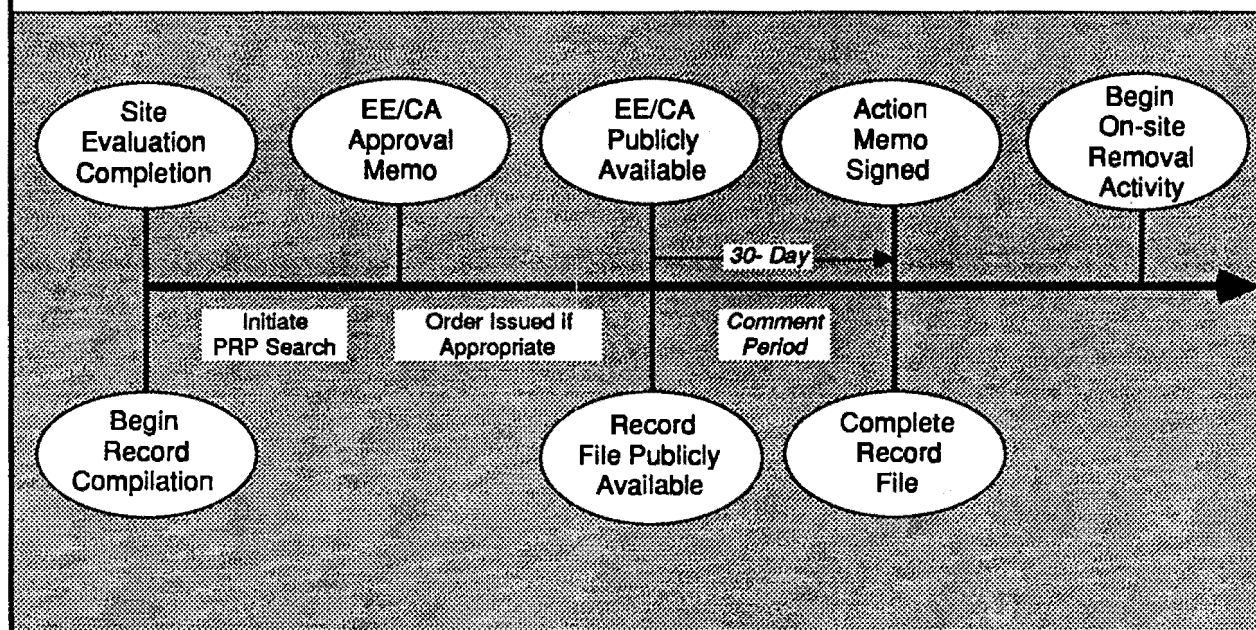 Site
Evaluation
Completion
EE/CA
Approval
Memo
EE/CA
Publicly
Available
Action
Memo
Signed
Begin
On-site
Removal
Activity
30- Day
Initiate
PRP Search
Order Issued if
Appropriate
Comment
Period
Begin
Record
Compilation
Record
File Publicly
Available
Complete
Record
File